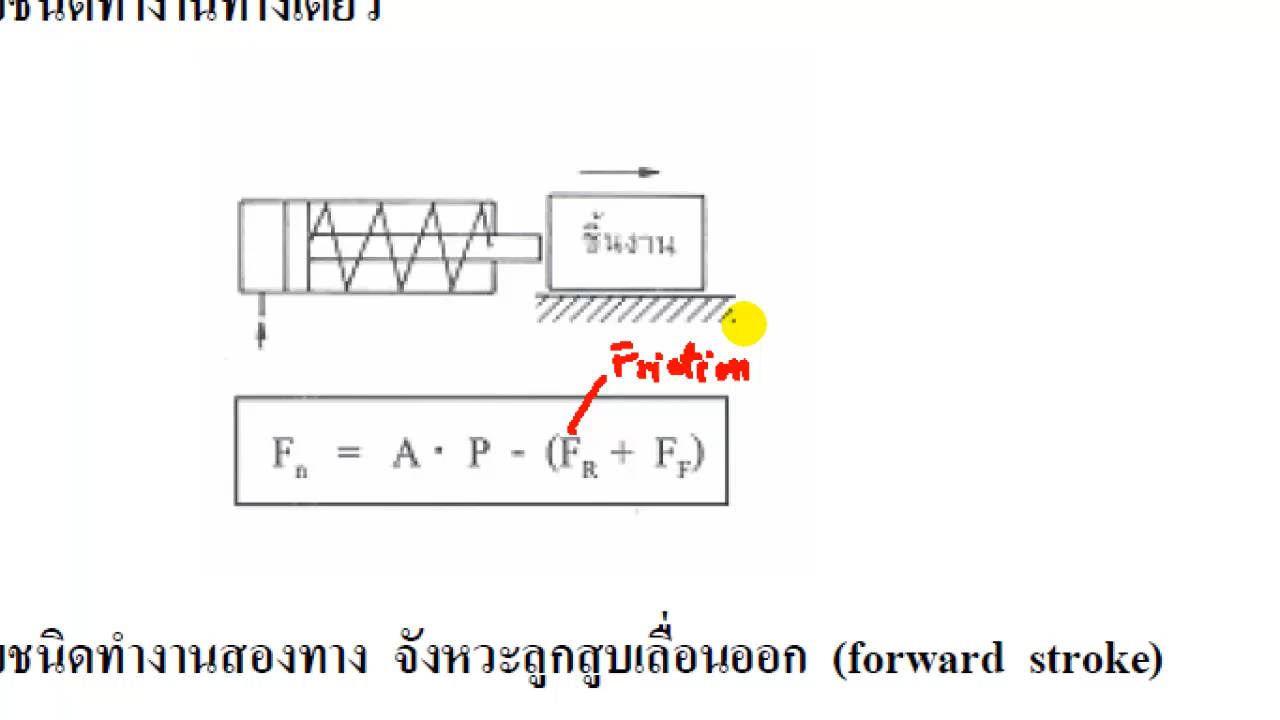 ชนิดทำงานทางเดียว
ชิ้นงาน
Friction
Fn = A · P - (FR + FF)
ชนิดทำงานสองทาง จังหวะลูกสูบเลื่อนออก (forward stroke)